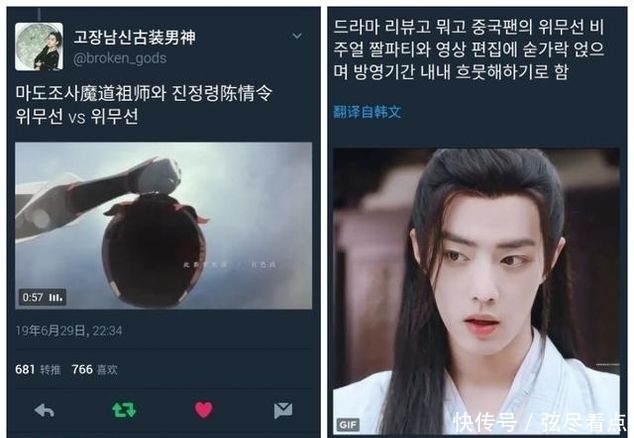 고장남신古装男神
@broken_gods
마도조사魔道祖师와 진정령陈情令
위무선 vs 위무선
0:57
19年6月29日, 22:34
681 转推 766 喜欢
드라마 리뷰고 뭐고 중국팬의 위무선 비
주얼 짤파티와 영상 편집에 숟가락 얹으
며 방영기간 내내 흐뭇해하기로 함
翻译自韩文
GIF
快传号 / 弦尽看点